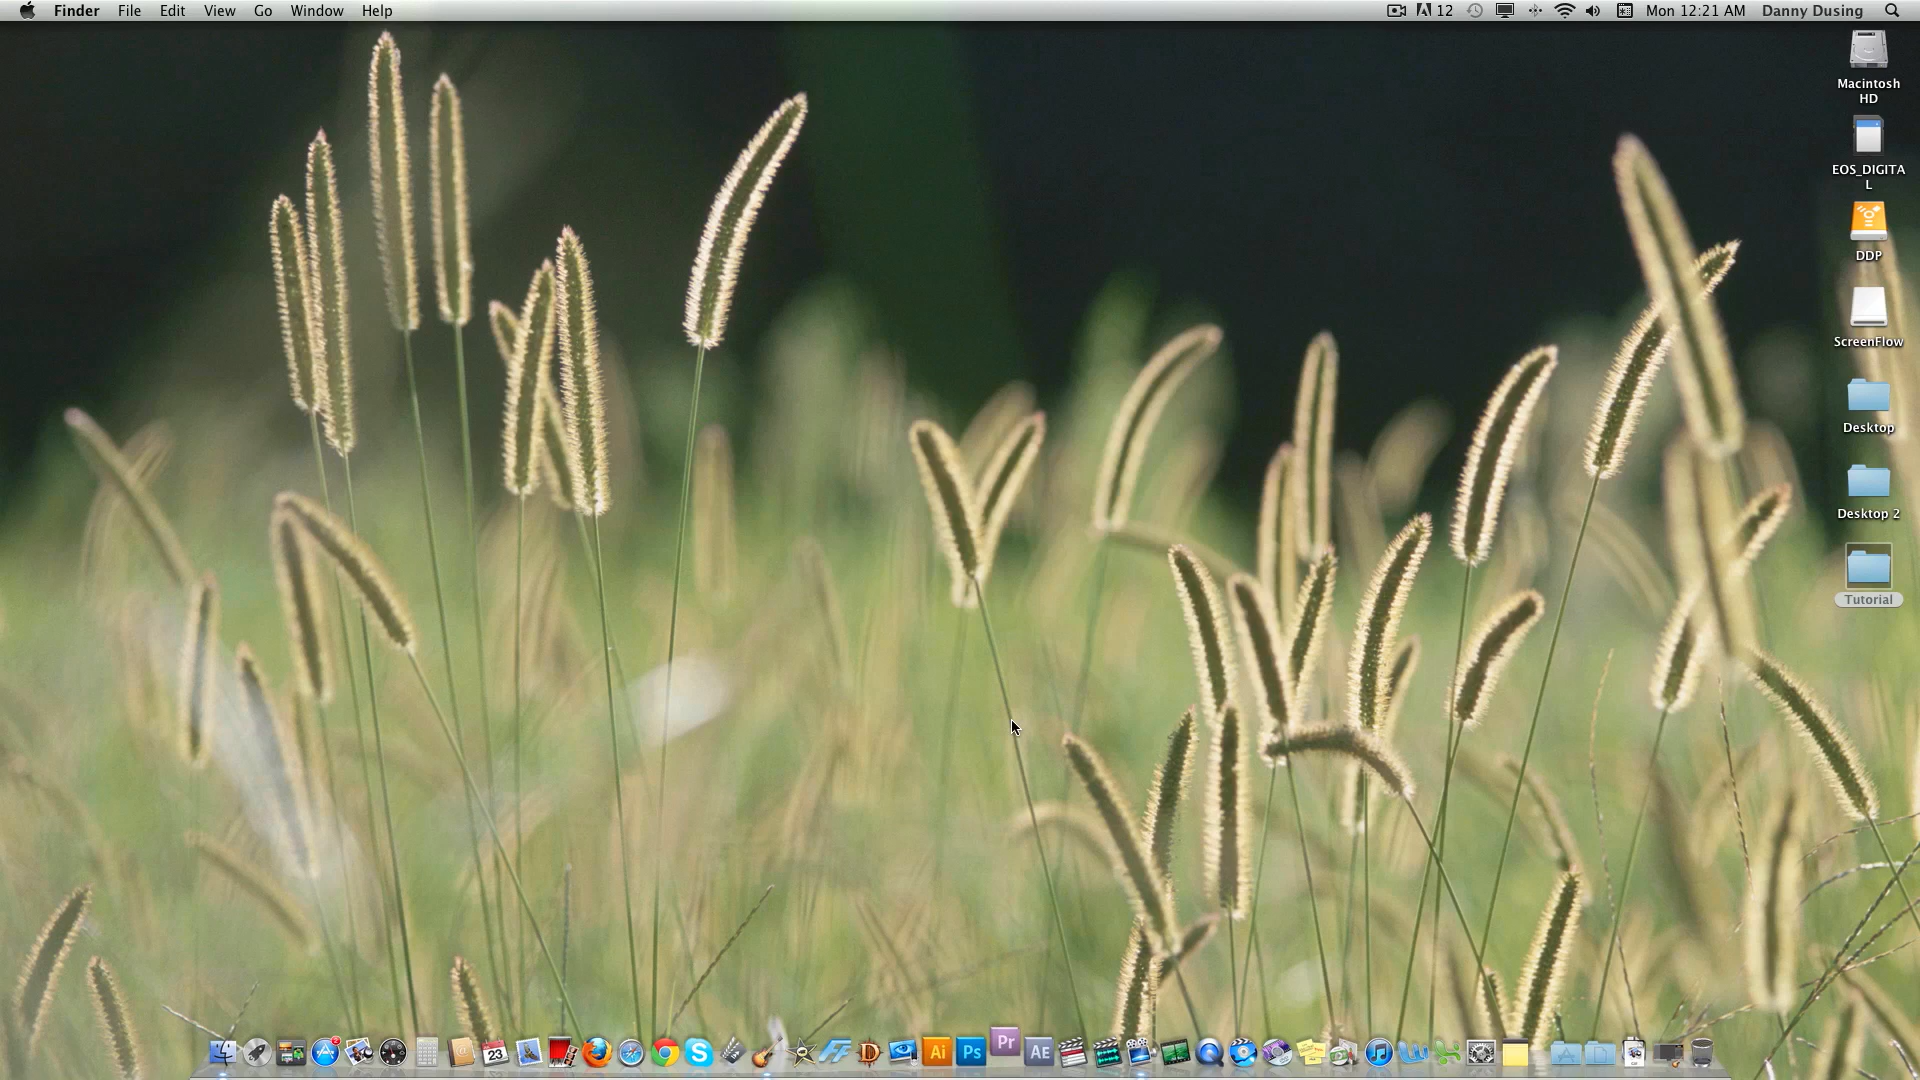 Finder File Edit View Go Window Help 12 Mon 12:21 AM Danny Dusing
Macintosh
HD
EOS_DIGITA
L
DDP
ScreenFlow
Desktop
Desktop 2
Tutorial
23
Ai Ps Pr Ae